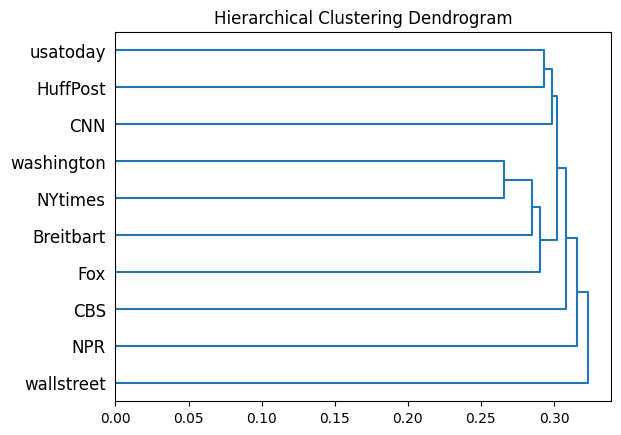 Hierarchical Clustering Dendrogram
usatoday
HuffPost
CNN
washington
NYtimes
Breitbart
Fox
CBS
NPR
wallstreet
0.00 0.05 0.10 0.15 0.20 0.25 0.30